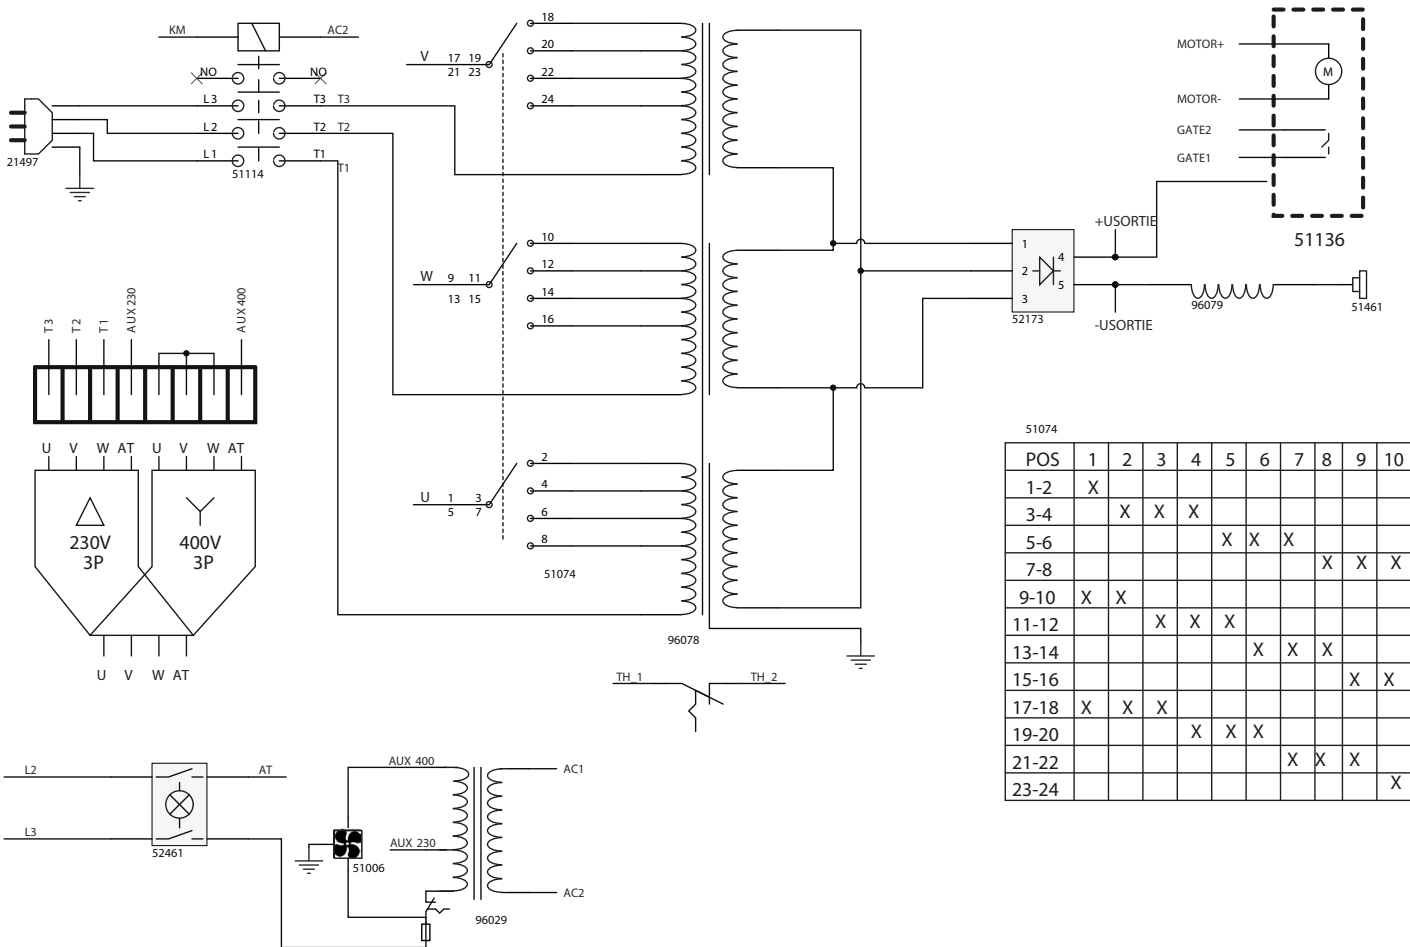 KM
AC2
NO
NO
L3
T3
T3
L2
T2
T2
L1
T1
T1
21497
51114
V
17 19
21 23
18
20
22
24
W
9 11
13 15
10
12
14
16
U
1 3
5 7
2
4
6
8
51074
96078
TH_1
TH_2
MOTOR+
M
MOTOR-
GATE2
GATE1
51136
+USORTIE
1
2
3
4
5
52173
-USORTIE
96079
51461
T3
T2
T1
AUX230
AUX400
U V W AT U V W AT
230V
3P
400V
3P
U V W AT
L2
AT
L3
52461
AUX 400
AUX 230
51006
AC1
AC2
96029
51074
POS 1 2 3 4 5 6 7 8 9 10
1-2 X
3-4 X X X
5-6 X X X
7-8 X X X
9-10 X X
11-12 X X X
13-14 X X X
15-16 X X
17-18 X X X
19-20 X X X
21-22 X X X
23-24 X